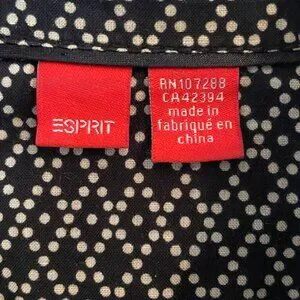 ESPRIT
RN107288
CA42394
made in
fabriqué en
china